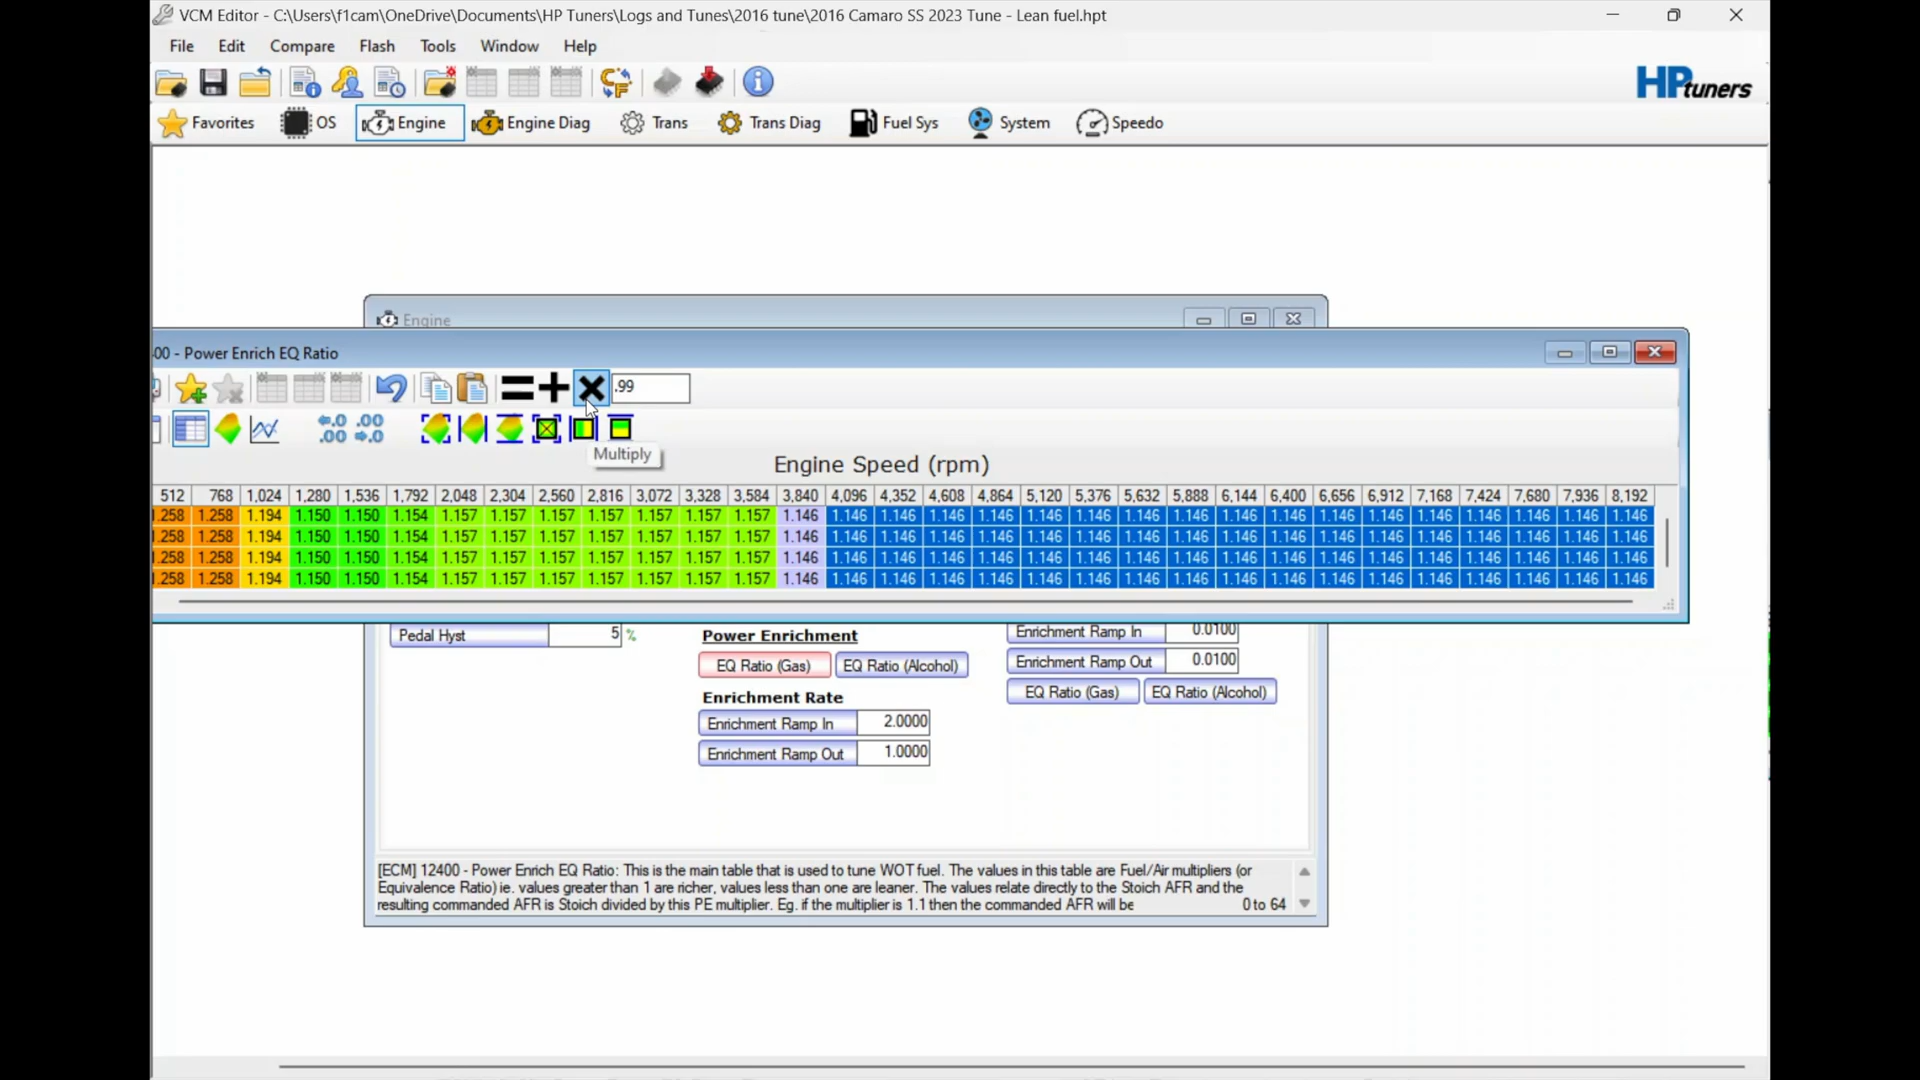 VCM Editor - C:\Users\f1cam\OneDrive\Documents\HP Tuners\Logs and Tunes\2016 tune\2016 Camaro SS 2023 Tune - Lean fuel.hpt
File Edit Compare Flash Tools Window Help
HPtuners
Favorites OS Engine Engine Diag Trans Trans Diag Fuel Sys System Speedo
Engine
00 - Power Enrich EQ Ratio
.99
←.0 .00 .00 →.0
Multiply
Engine Speed (rpm)
512 768 1,024 1,280 1,536 1,792 2,048 2,304 2,560 2,816 3,072 3,328 3,584 3,840 4,096 4,352 4,608 4,864 5,120 5,376 5,632 5,888 6,144 6,400 6,656 6,912 7,168 7,424 7,680 7,936 8,192
1.258 1.258 1.194 1.150 1.150 1.154 1.157 1.157 1.157 1.157 1.157 1.157 1.157 1.146 1.146 1.146 1.146 1.146 1.146 1.146 1.146 1.146 1.146 1.146 1.146 1.146 1.146 1.146 1.146 1.146 1.146
1.258 1.258 1.194 1.150 1.150 1.154 1.157 1.157 1.157 1.157 1.157 1.157 1.157 1.146 1.146 1.146 1.146 1.146 1.146 1.146 1.146 1.146 1.146 1.146 1.146 1.146 1.146 1.146 1.146 1.146 1.146
1.258 1.258 1.194 1.150 1.150 1.154 1.157 1.157 1.157 1.157 1.157 1.157 1.157 1.146 1.146 1.146 1.146 1.146 1.146 1.146 1.146 1.146 1.146 1.146 1.146 1.146 1.146 1.146 1.146 1.146 1.146
1.258 1.258 1.194 1.150 1.150 1.154 1.157 1.157 1.157 1.157 1.157 1.157 1.157 1.146 1.146 1.146 1.146 1.146 1.146 1.146 1.146 1.146 1.146 1.146 1.146 1.146 1.146 1.146 1.146 1.146 1.146
Pedal Hyst 5 % Power Enrichment Enrichment Ramp In 0.0100
EQ Ratio (Gas) EQ Ratio (Alcohol) Enrichment Ramp Out 0.0100
Enrichment Rate EQ Ratio (Gas) EQ Ratio (Alcohol)
Enrichment Ramp In 2.0000
Enrichment Ramp Out 1.0000
[ECM] 12400 - Power Enrich EQ Ratio: This is the main table that is used to tune WOT fuel. The values in this table are Fuel/Air multipliers (or
Equivalence Ratio) ie. values greater than 1 are richer, values less than one are leaner. The values relate directly to the Stoich AFR and the
resulting commanded AFR is Stoich divided by this PE multiplier. Eg. if the multiplier is 1.1 then the commanded AFR will be 0 to 64